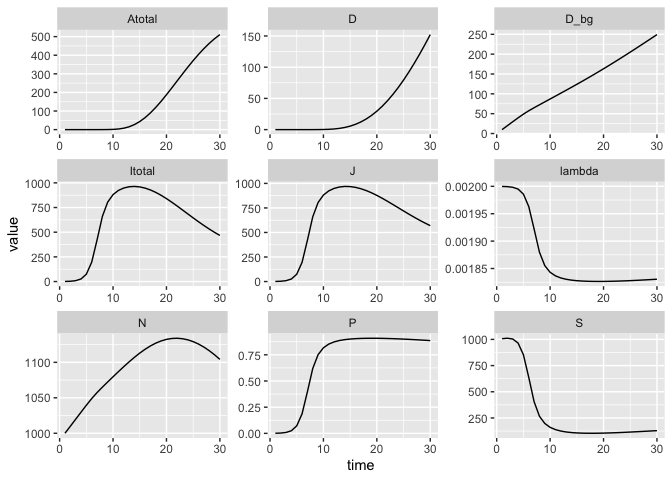 Atotal D D_bg
500 400 300 200 100 0
150 100 50 0
250 200 150 100 50 0
0 10 20 30 0 10 20 30 0 10 20 30
Itotal J lambda
1000 750 500 250 0
1000 750 500 250 0
0.00200 0.00195 0.00190 0.00185
0 10 20 30 0 10 20 30 0 10 20 30
value
N P S
1100 1050 1000
0.75 0.50 0.25 0.00
1000 750 500 250
0 10 20 30 0 10 20 30 0 10 20 30
time